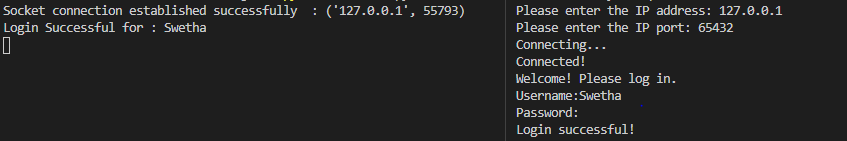 Socket connection established successfully  : ('127.0.0.1', 55793)
Login Successful for : Swetha
Please enter the IP address: 127.0.0.1
Please enter the IP port: 65432
Connecting...
Connected!
Welcome! Please log in.
Username:Swetha
Password:
Login successful!